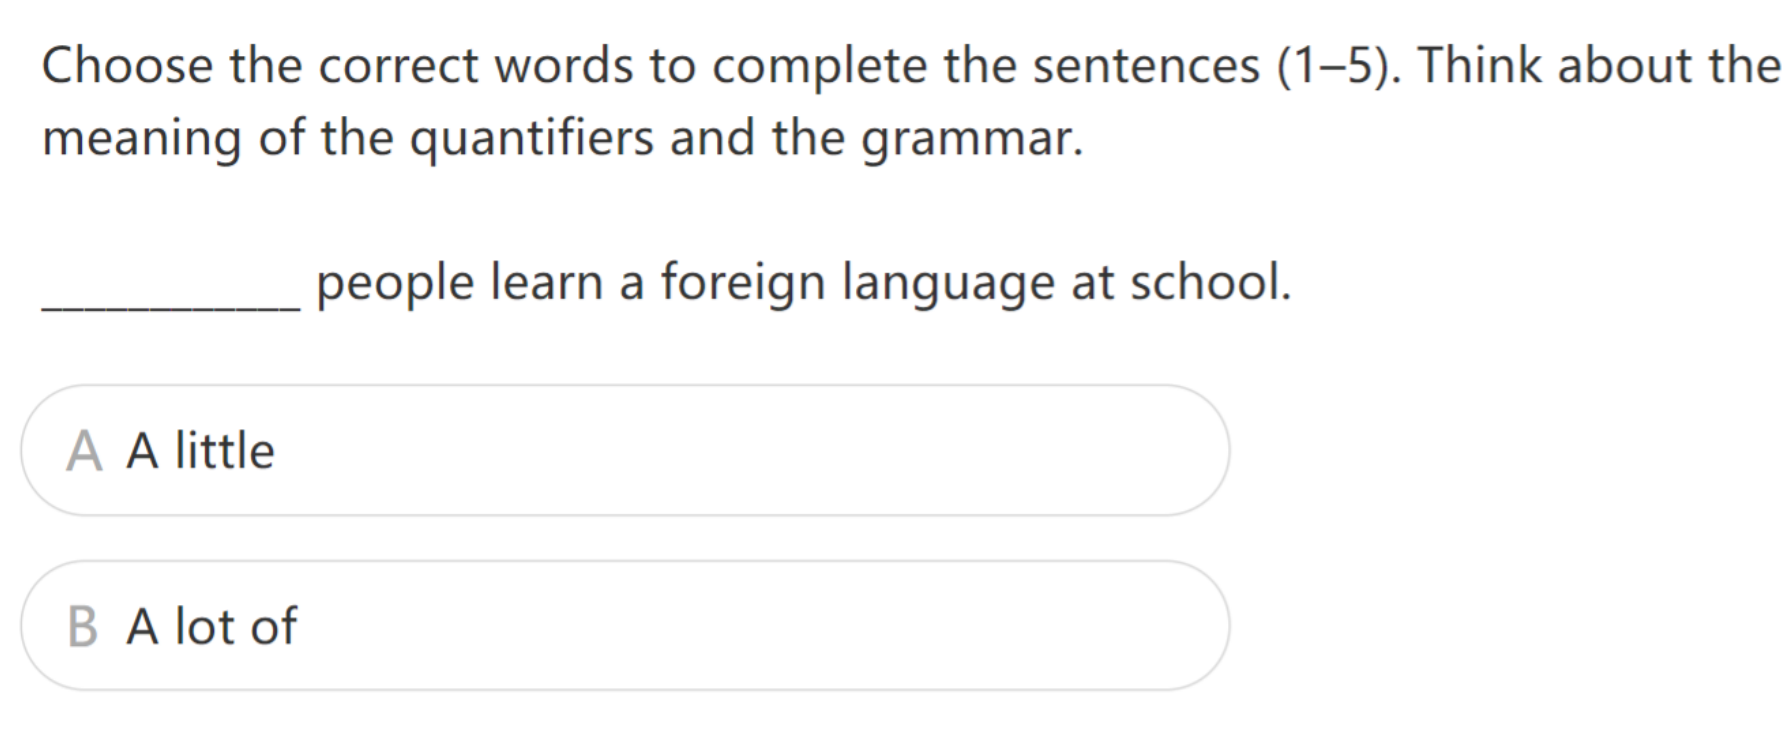 Choose the correct words to complete the sentences (1–5). Think about the
meaning of the quantifiers and the grammar.
____________ people learn a foreign language at school.
A A little
B A lot of